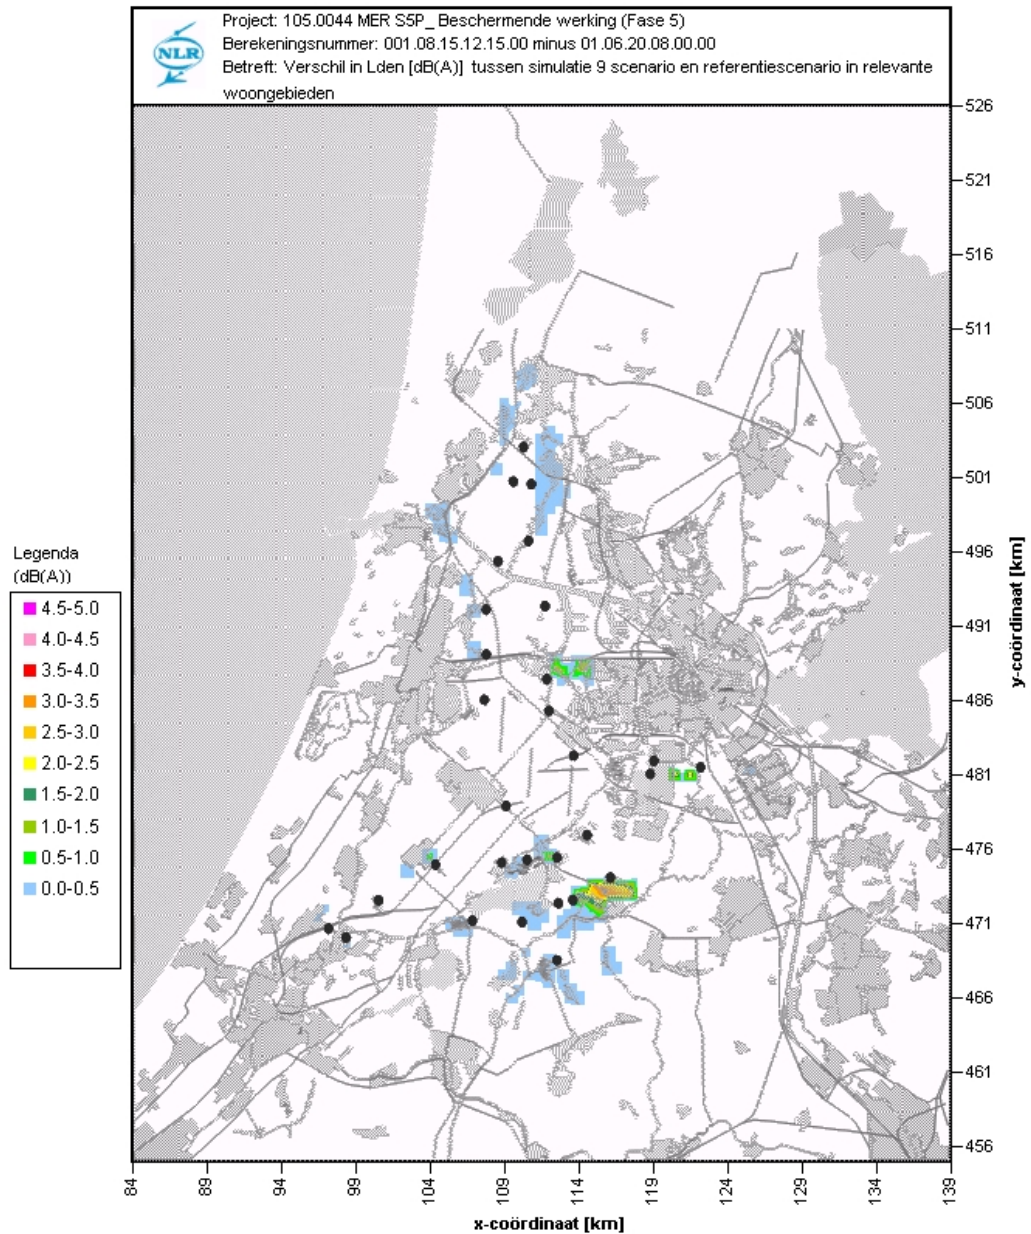 Project: 105.0044 MER S5P_ Beschermende werking (Fase 5)
Berekeningsnummer: 001.08.15.12.15.00 minus 01.06.20.08.00.00
Betreft: Verschil in Lden [dB(A)] tussen simulatie 9 scenario en referentiescenario in relevante
woongebieden
NLR
526
521
516
511
506
501
496
491
486
481
476
471
466
461
456
y-coördinaat [km]
Legenda
(dB(A))
4.5-5.0
4.0-4.5
3.5-4.0
3.0-3.5
2.5-3.0
2.0-2.5
1.5-2.0
1.0-1.5
0.5-1.0
0.0-0.5
84 89 94 99 104 109 114 119 124 129 134 139
x-coördinaat [km]